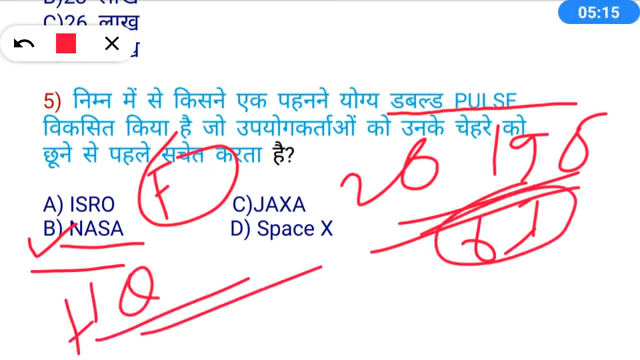 C)26 लाख
05:15
5) निम्न में से किसने एक पहनने योग्य डबल्ड PULSE
विकसित किया है जो उपयोगकर्ताओं को उनके चेहरे को
छूने से पहले सचेत करता है?
A) ISRO
C)JAXA
B) NASA
D) Space X
F
HQ